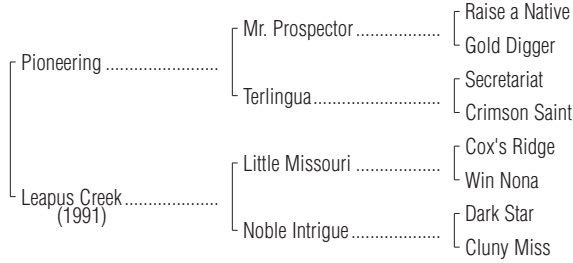 Raise a Native
Mr. Prospector ..................
Gold Digger
Pioneering ........................
Secretariat
Terlingua ...........................
Crimson Saint
Cox's Ridge
Little Missouri ..................
Win Nona
Leapus Creek ....................
(1991)
Dark Star
Noble Intrigue ...................
Cluny Miss